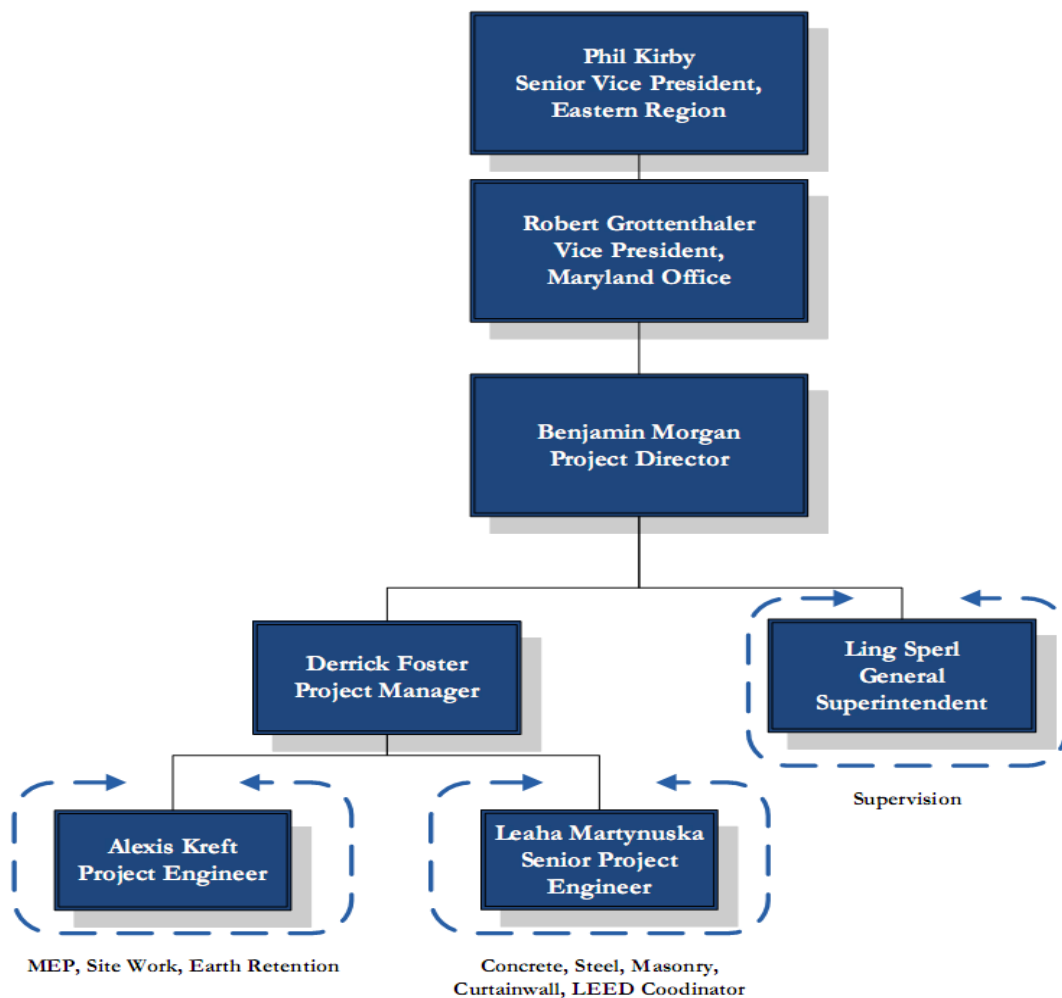 Phil Kirby
Senior Vice President,
Eastern Region
Robert Grottenthaler
Vice President,
Maryland Office
Benjamin Morgan
Project Director
Derrick Foster
Project Manager
Ling Sperl
General
Superintendent
Supervision
Alexis Kreft
Project Engineer
Leaha Martynuska
Senior Project
Engineer
MEP, Site Work, Earth Retention
Concrete, Steel, Masonry,
Curtainwall, LEED Coodinator